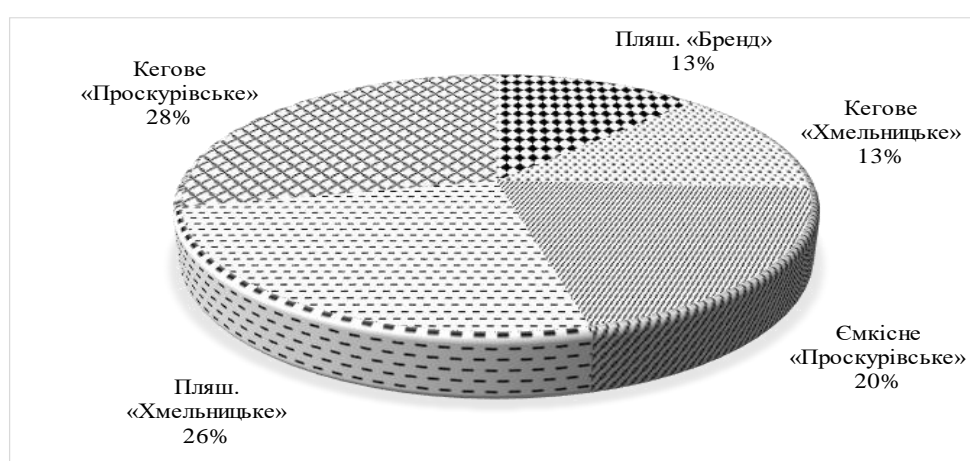 Пляш. «Бренд»
13%
Кегове
«Хмельницьке»
13%
Ємкісне
«Проскурівське»
20%
Пляш.
«Хмельницьке»
26%
Кегове
«Проскурівське»
28%